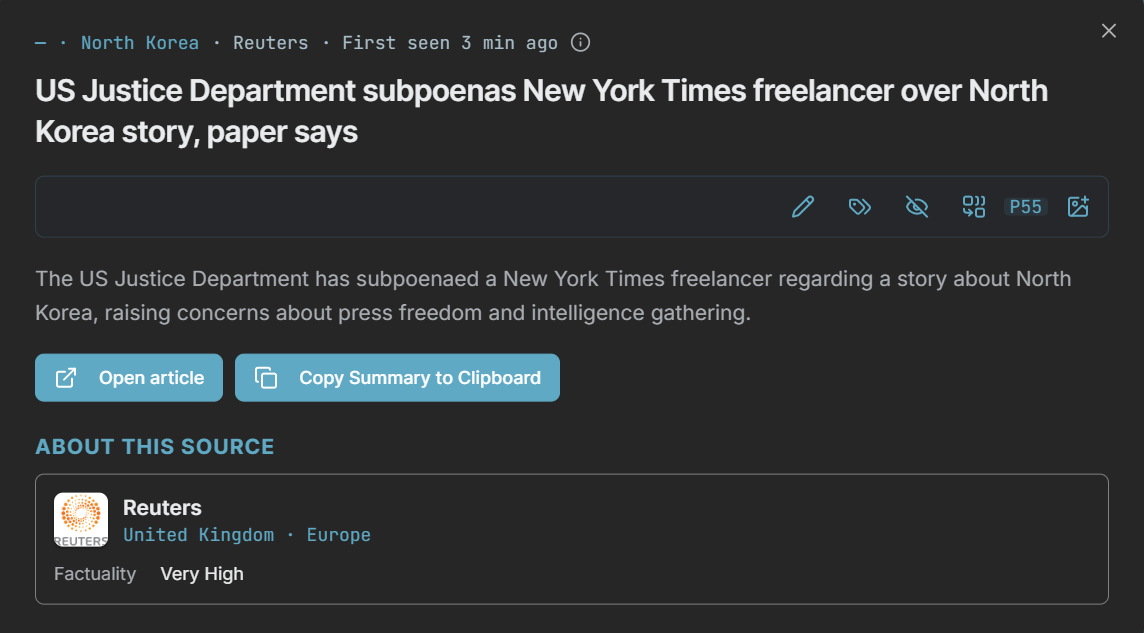 — · North Korea · Reuters · First seen 3 min ago
US Justice Department subpoenas New York Times freelancer over North
Korea story, paper says
P55
The US Justice Department has subpoenaed a New York Times freelancer regarding a story about North
Korea, raising concerns about press freedom and intelligence gathering.
Open article
Copy Summary to Clipboard
ABOUT THIS SOURCE
REUTERS
Reuters
United Kingdom · Europe
Factuality Very High